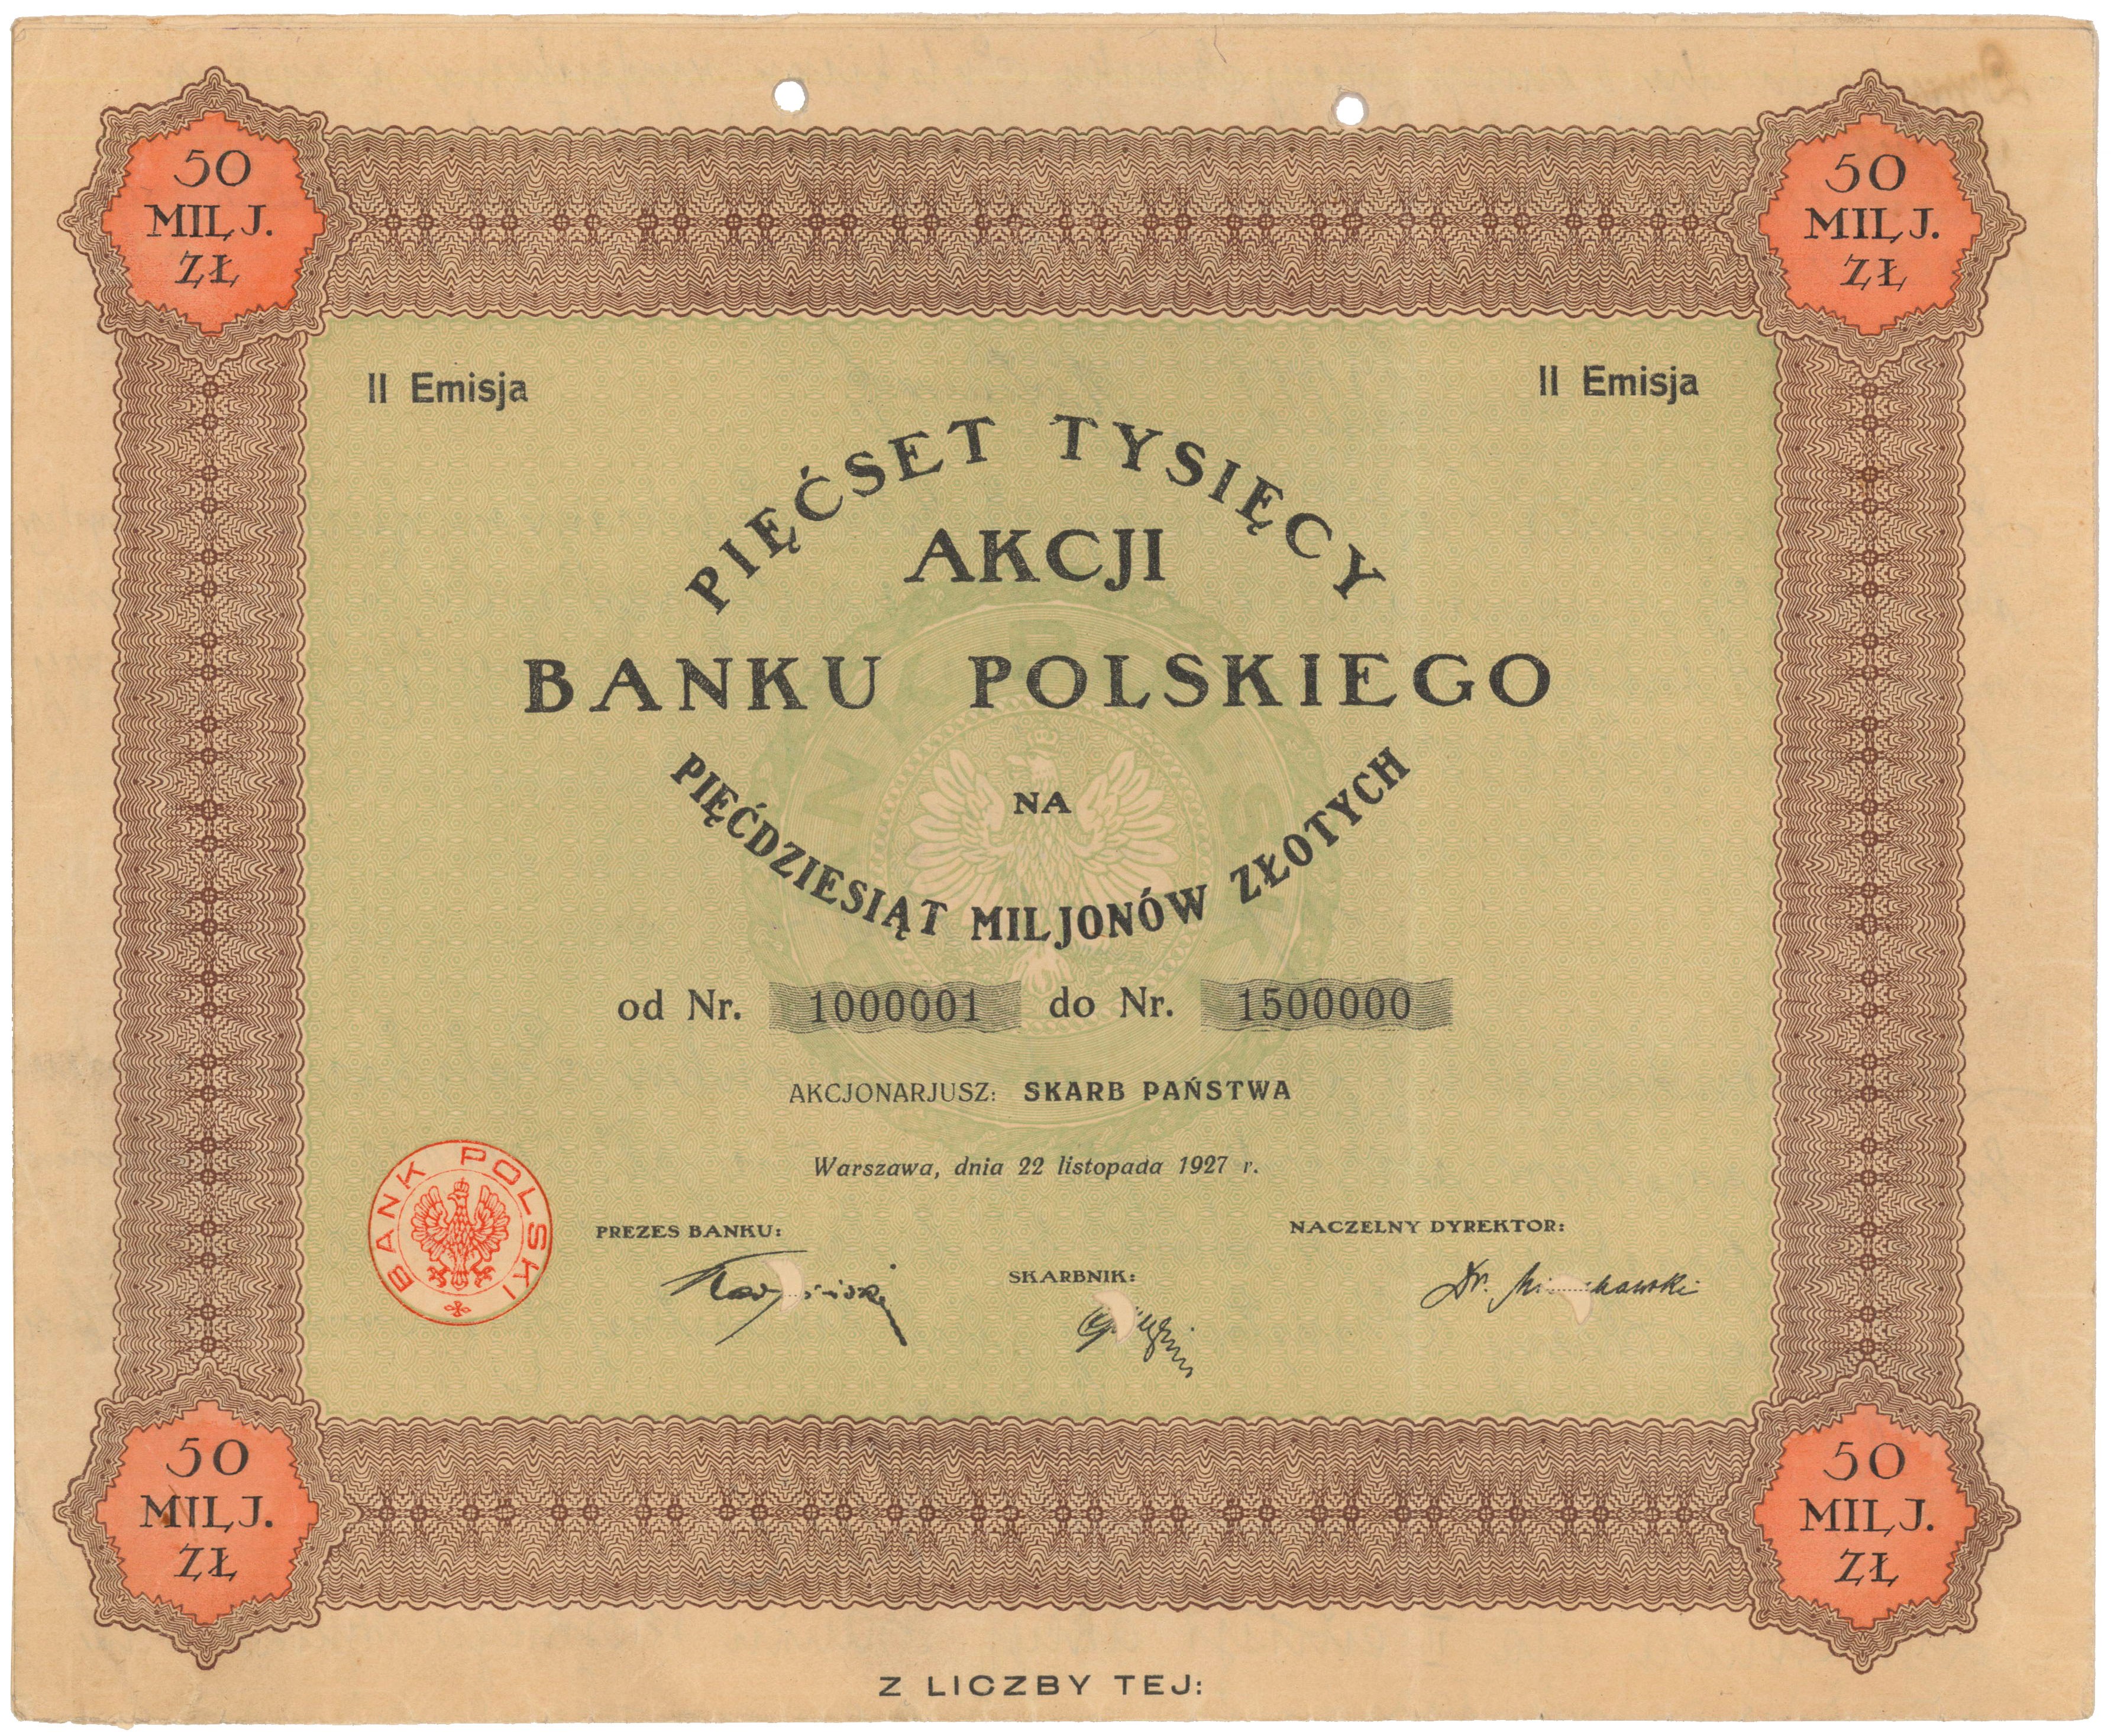 50 MILJ. ZŁ
50 MILJ. ZŁ
II Emisja
II Emisja
PIĘĆSET TYSIĘCY
AKCJI
BANKU POLSKIEGO
NA
PIĘĆDZIESIĄT MILJONÓW ZŁOTYCH
od Nr. 1000001 do Nr. 1500000
AKCJONARJUSZ: SKARB PAŃSTWA
Warszawa, dnia 22 listopada 1927 r.
BANK POLSKI
PREZES BANKU:
NACZELNY DYREKTOR:
SKARBNIK:
Dr.
50 MILJ. ZŁ
50 MILJ. ZŁ
Z LICZBY TEJ: